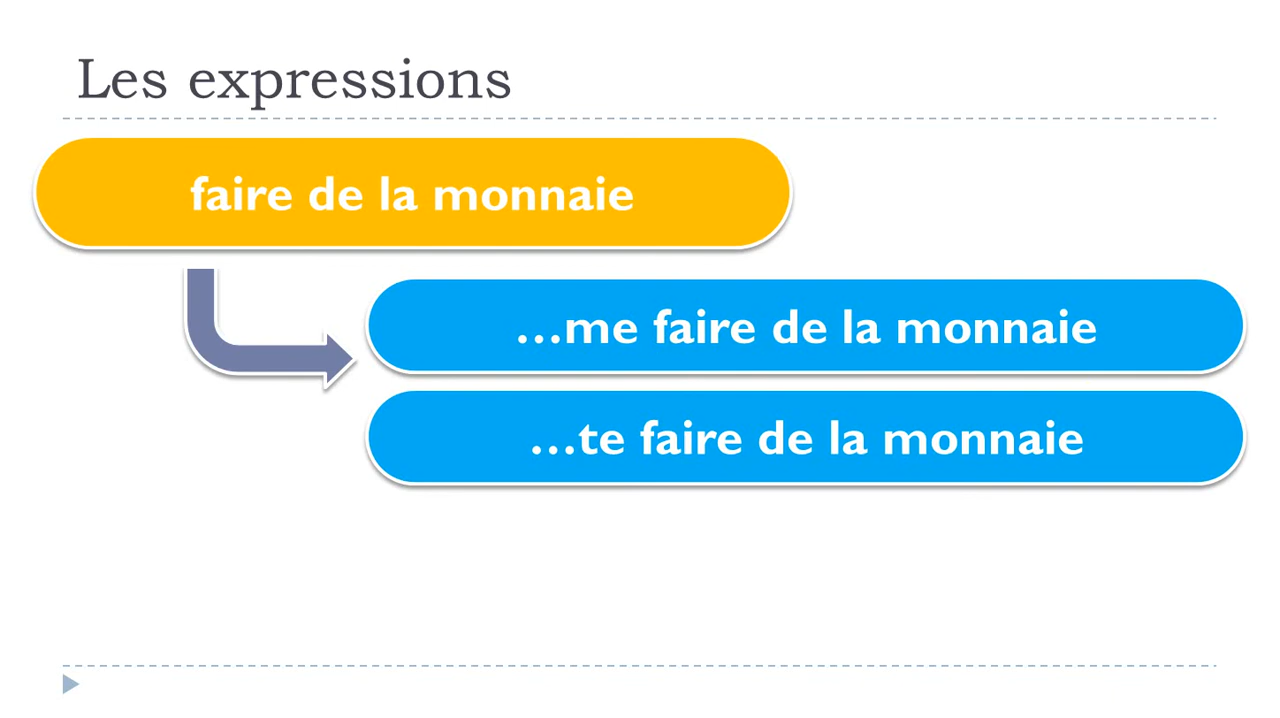 Les expressions
faire de la monnaie
…me faire de la monnaie
…te faire de la monnaie